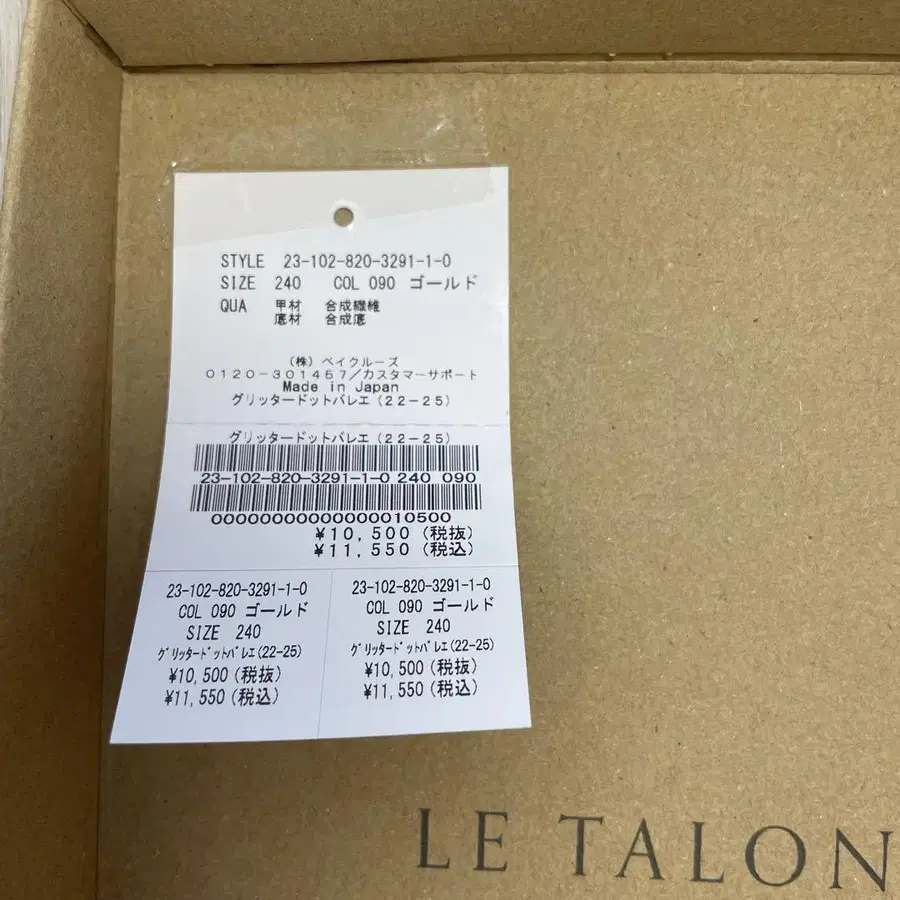 STYLE 23-102-820-3291-1-0
SIZE 240 COL 090 ゴールド
QUA 甲材 合成繊維
底材 合成底
(株)ベイクルーズ
0120-301457/カスタマーサポート
Made in Japan
グリッタードットバレエ(22-25)
グリッタードットバレエ(22-25)
23-102-820-3291-1-0 240 090
00000000000000010500
¥10,500(税抜)
¥11,550(税込)
23-102-820-3291-1-0
COL 090 ゴールド
SIZE 240
グリッタードットバレエ(22-25)
¥10,500(税抜)
¥11,550(税込)
23-102-820-3291-1-0
COL 090 ゴールド
SIZE 240
グリッタードットバレエ(22-25)
¥10,500(税抜)
¥11,550(税込)
LE TALON